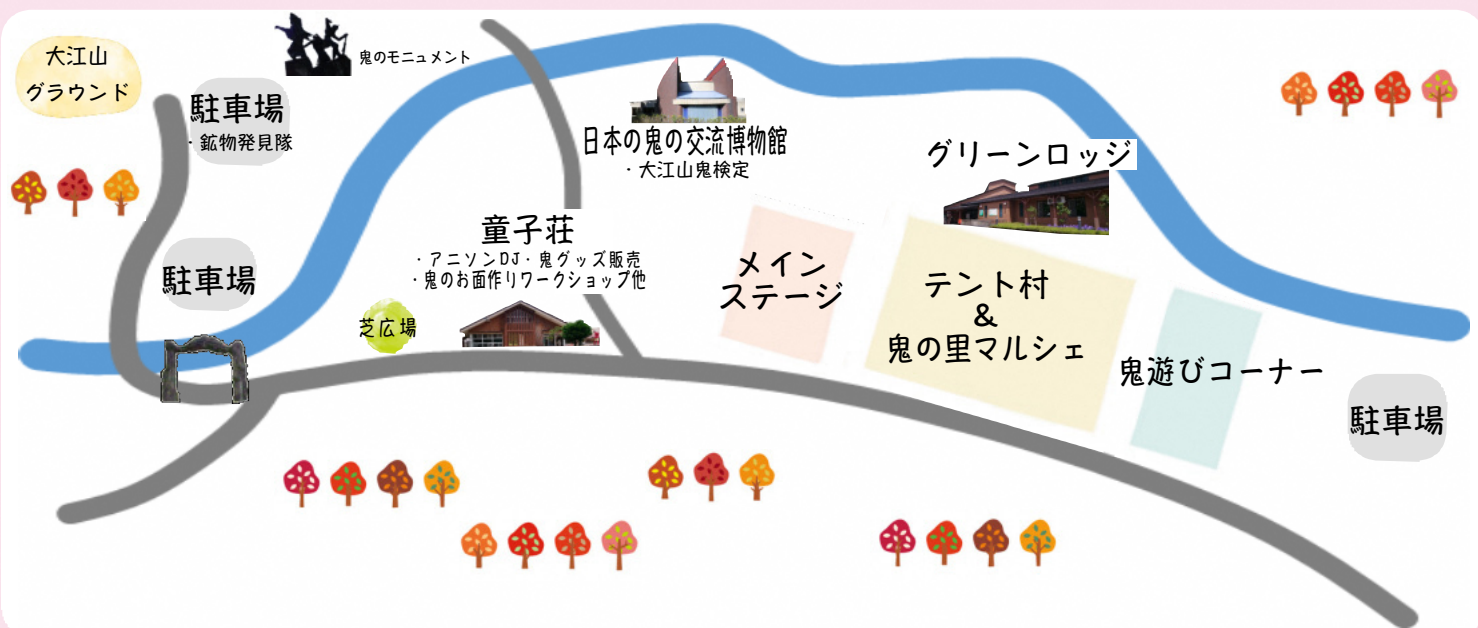 大江山
グラウンド
鬼のモニュメント
駐車場
・鉱物発見隊
日本の鬼の交流博物館
・大江山鬼検定
グリーンロッジ
童子荘
・アニソンDJ・鬼グッズ販売
・鬼のお面作りワークショップ他
駐車場
芝広場
メイン
ステージ
テント村
&
鬼の里マルシェ
鬼遊びコーナー
駐車場